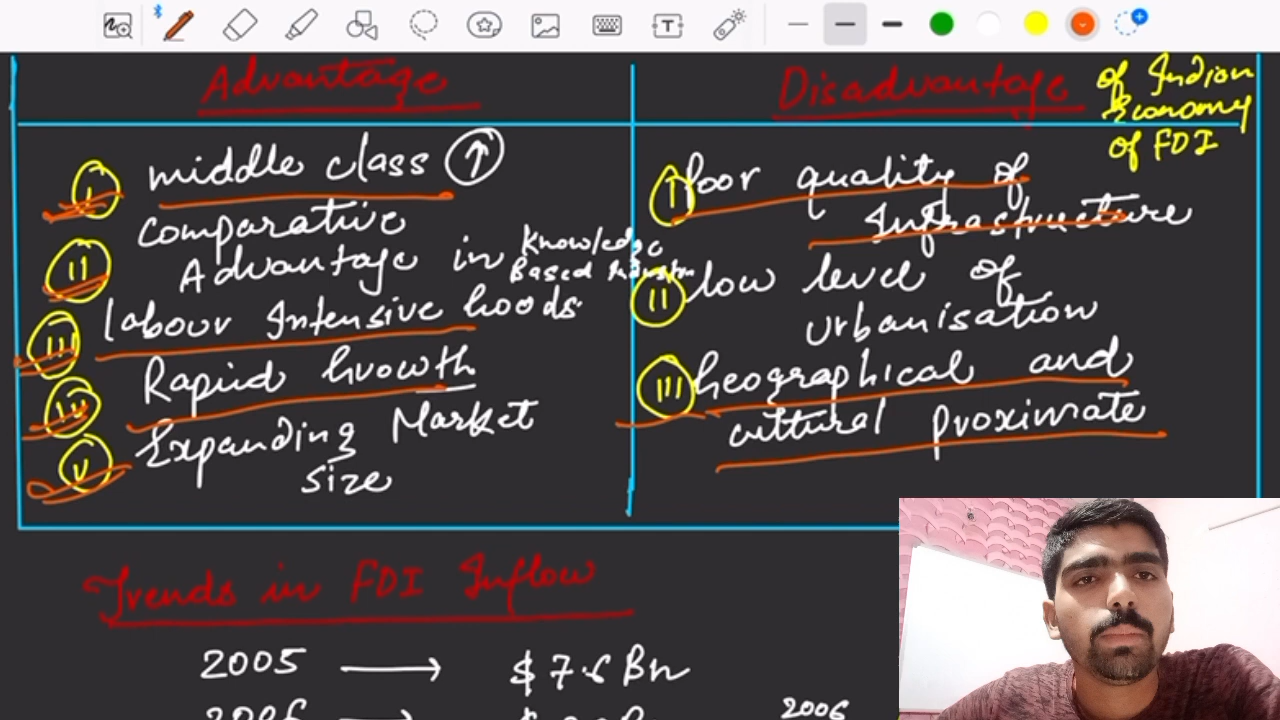 Advantage
Disadvantage
of Indian
Economy
of FDI
I middle class ↑
II comparative
Advantage in Knowledge
Based
III Labour Intensive Goods
IV Rapid Growth
V Expanding Market
Size
I Poor quality of
Infrastructure
II Low level of
Urbanisation
III Geographical and
cultural proximate
Trends in FDI Inflow
2005 → $ 7.6 Bn
2006
2006